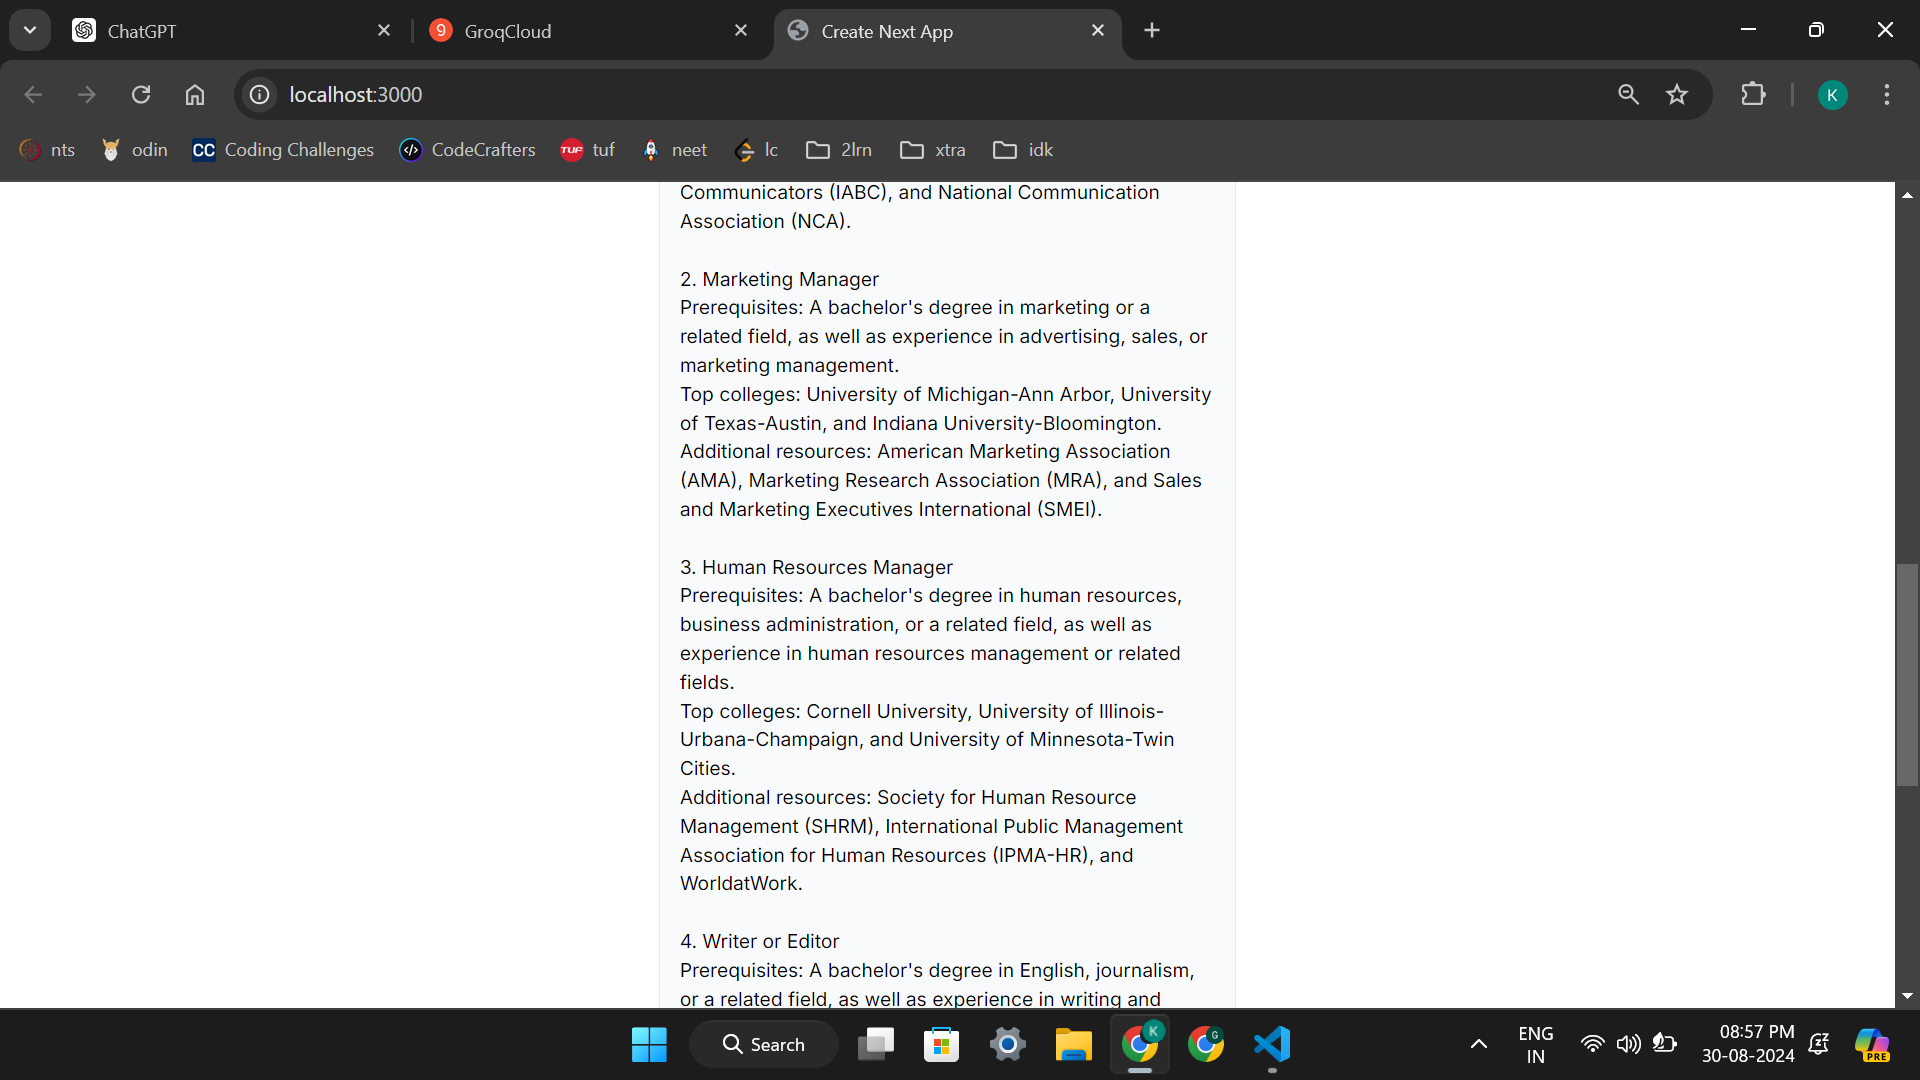 ChatGPT
9
GroqCloud
Create Next App
localhost:3000
K
nts
odin
CC
Coding Challenges
CodeCrafters
TUF
tuf
neet
lc
2lrn
xtra
idk
Communicators (IABC), and National Communication
Association (NCA).
2. Marketing Manager
Prerequisites: A bachelor's degree in marketing or a
related field, as well as experience in advertising, sales, or
marketing management.
Top colleges: University of Michigan-Ann Arbor, University
of Texas-Austin, and Indiana University-Bloomington.
Additional resources: American Marketing Association
(AMA), Marketing Research Association (MRA), and Sales
and Marketing Executives International (SMEI).
3. Human Resources Manager
Prerequisites: A bachelor's degree in human resources,
business administration, or a related field, as well as
experience in human resources management or related
fields.
Top colleges: Cornell University, University of Illinois-
Urbana-Champaign, and University of Minnesota-Twin
Cities.
Additional resources: Society for Human Resource
Management (SHRM), International Public Management
Association for Human Resources (IPMA-HR), and
WorldatWork.
4. Writer or Editor
Prerequisites: A bachelor's degree in English, journalism,
or a related field, as well as experience in writing and
Search
K
G
ENG
IN
08:57 PM
30-08-2024
PRE